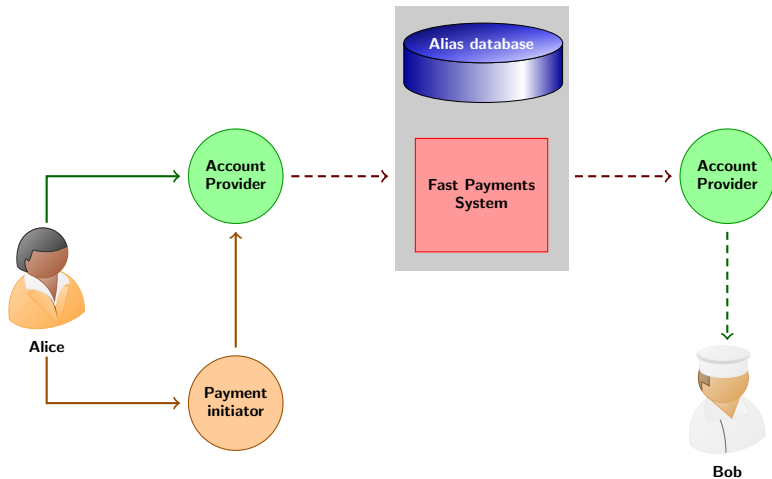 Alias database
Account
Provider
Fast Payments
System
Account
Provider
Alice
Payment
initiator
Bob